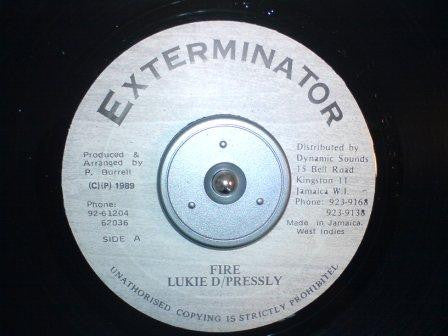 EXTERMINATOR
Produced &
Arranged by
P. Burrell
(C)(P) 1989
Phone:
92-61204
62036
SIDE A
Distributed by
Dynamic Sounds
15 Bell Road
Kingston 11
Jamaica W.I.
Phone: 923-9168
923-9138
Made in Jamaica
West Indies
FIRE
LUKIE D/PRESSLY
UNATHORISED COPYING IS STRICTLY PROHIBITEL